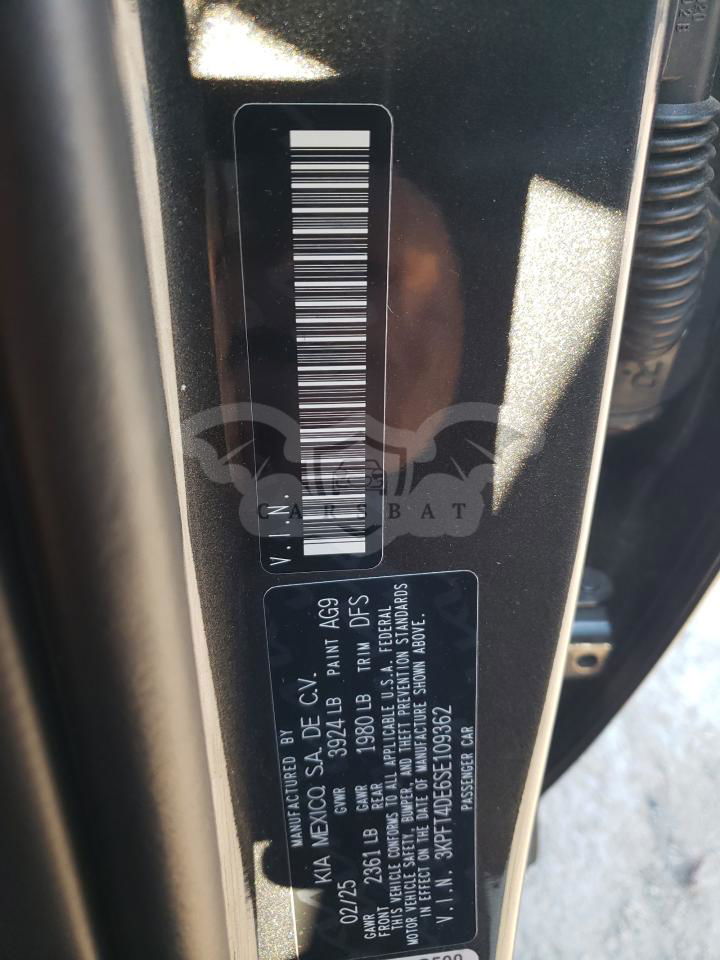 V.I.N.
CARSBAT
MANUFACTURED BY
KIA MEXICO, S.A. DE C.V.
02/25 GVWR 3924 LB PAINT AG9
GAWR FRONT 2361 LB GAWR REAR 1980 LB TRIM DFS
THIS VEHICLE CONFORMS TO ALL APPLICABLE U.S.A. FEDERAL
MOTOR VEHICLE SAFETY, BUMPER, AND THEFT PREVENTION STANDARDS
IN EFFECT ON THE DATE OF MANUFACTURE SHOWN ABOVE.
V.I.N. 3KPFT4DE6SE109362
PASSENGER CAR